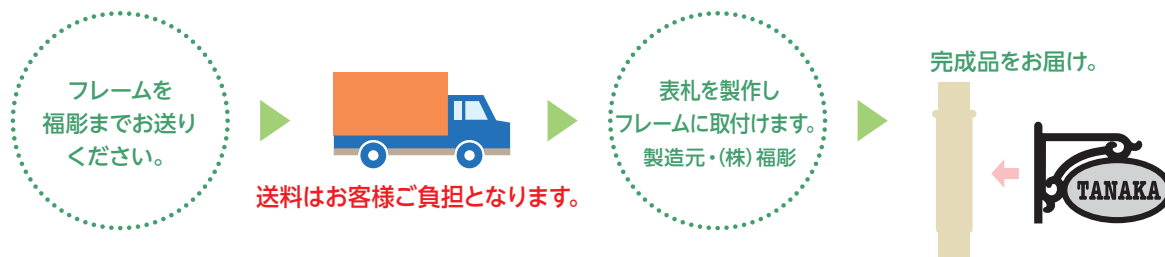 フレームを
福彫までお送り
ください。
送料はお客様ご負担となります。
表札を製作し
フレームに取付けます。
製造元・(株)福彫
完成品をお届け。
TANAKA